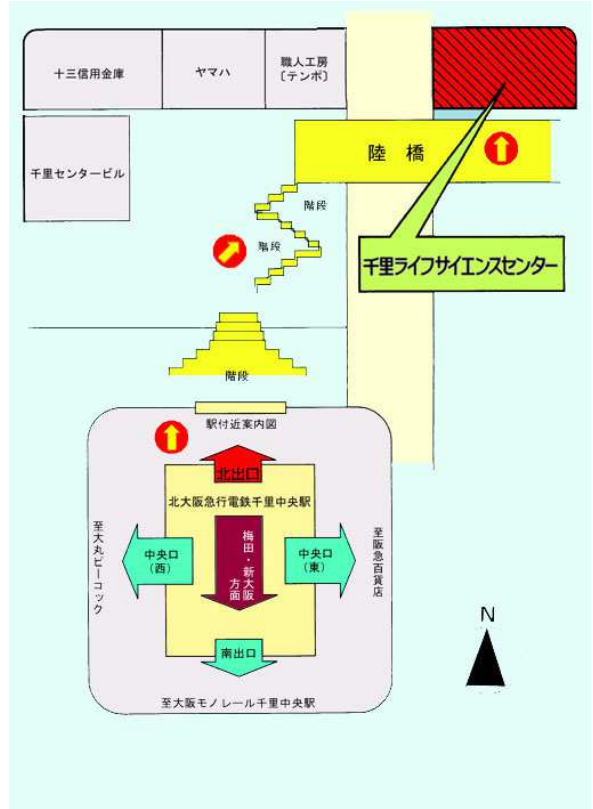 十三信用金庫
ヤマハ
職人工房
〔テンポ〕
千里センタービル
陸橋
階段
階段
千里ライフサイエンスセンター
階段
駅付近案内図
北出口
北大阪急行電鉄千里中央駅
至大丸ピーコック
中央口
(西)
梅田・新大阪
方面
中央口
(東)
至阪急百貨店
南出口
至大阪モノレール千里中央駅
N